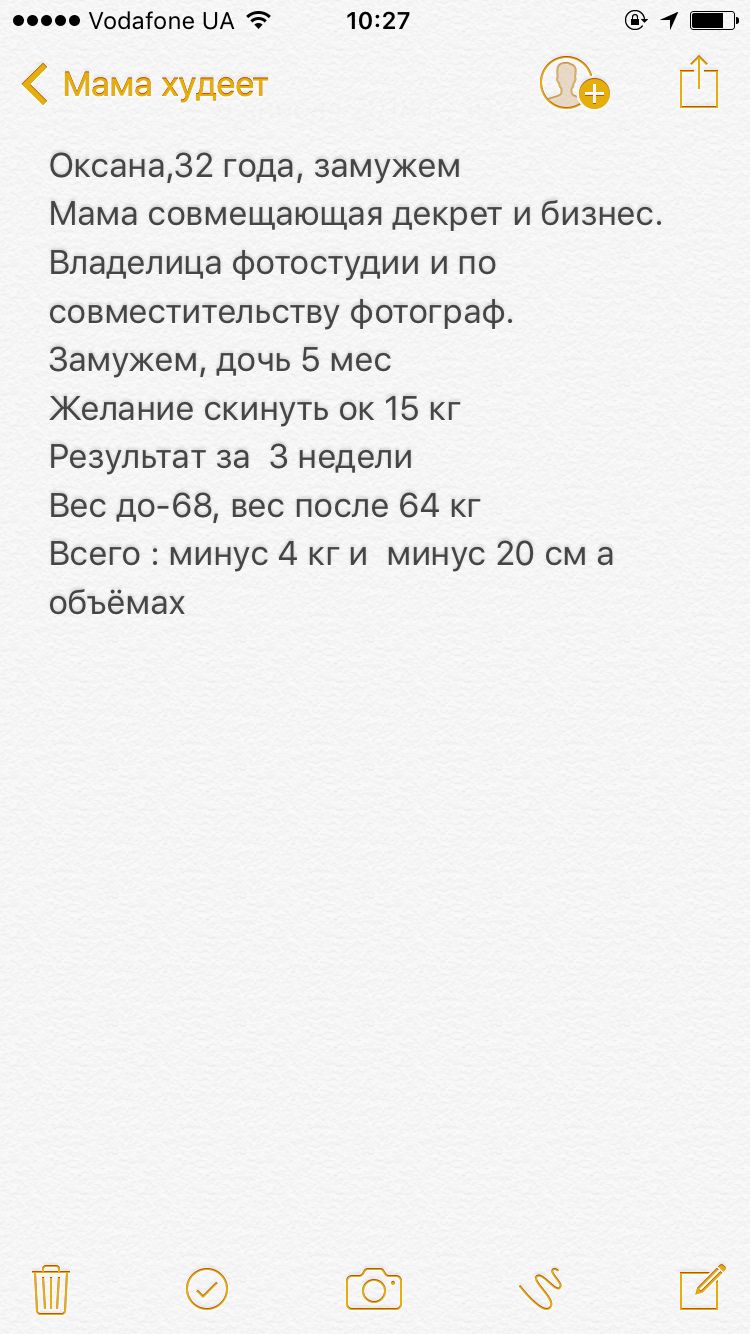 Vodafone UA 10:27
Мама худеет
Оксана,32 года, замужем
Мама совмещающая декрет и бизнес.
Владелица фотостудии и по
совместительству фотограф.
Замужем, дочь 5 мес
Желание скинуть ок 15 кг
Результат за  3 недели
Вес до-68, вес после 64 кг
Всего : минус 4 кг и  минус 20 см а
объёмах